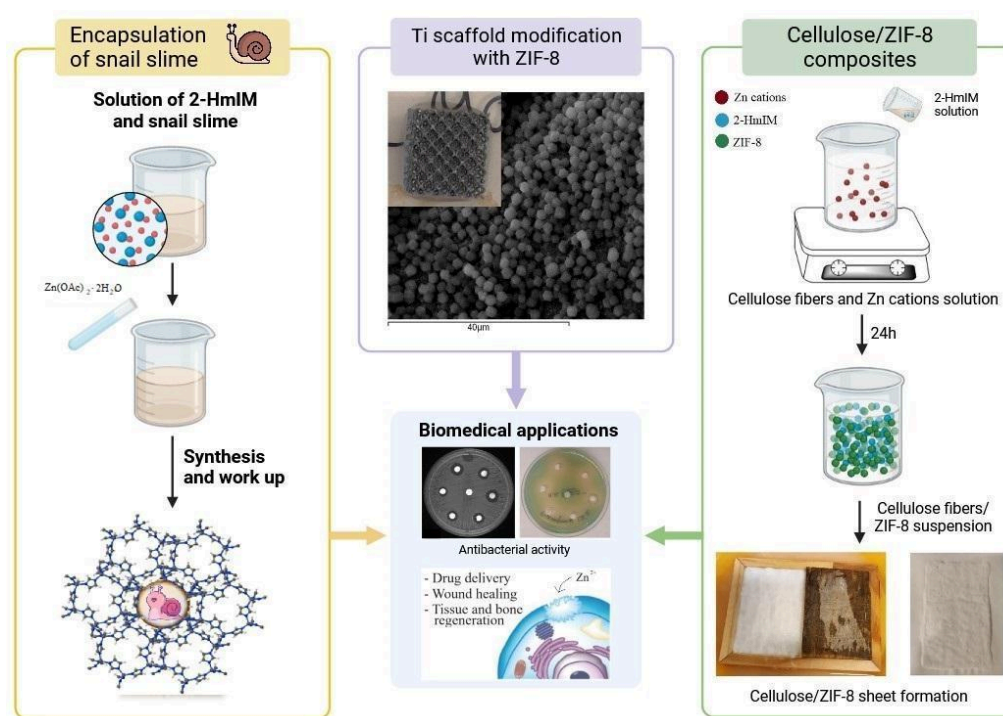 Encapsulation
of snail slime
Solution of 2-HmIM
and snail slime
Zn(OAc)₂·2H₂O
Synthesis
and work up
Ti scaffold modification
with ZIF-8
40μm
Biomedical applications
Antibacterial activity
- Drug delivery
- Wound healing
- Tissue and bone
regeneration
Zn²⁺
Cellulose/ZIF-8
composites
Zn cations
2-HmIM
ZIF-8
2-HmIM
solution
Cellulose fibers and Zn cations solution
24h
Cellulose fibers/
ZIF-8 suspension
Cellulose/ZIF-8 sheet formation